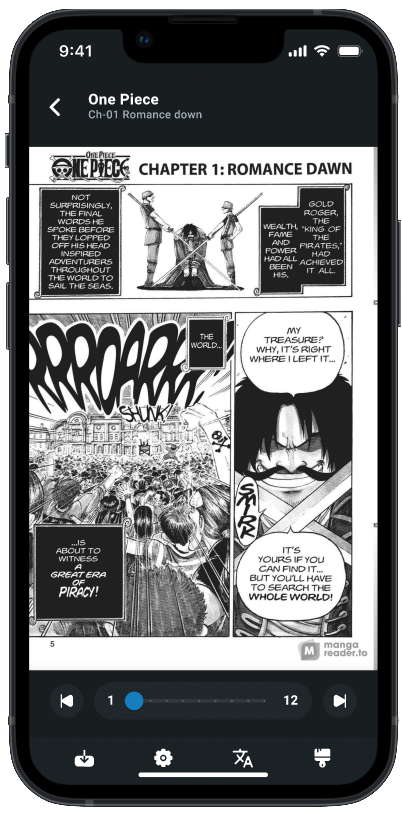 9:41
One Piece
Ch-01 Romance down
ONE PIECE
ONE PIECE
CHAPTER 1: ROMANCE DAWN
GOLD
ROGER,
THE
"KING OF
THE
PIRATES,"
HAD
ACHIEVED
IT ALL.
WEALTH,
FAME
AND
POWER
HAD ALL
BEEN
HIS.
NOT
SURPRISINGLY,
THE FINAL
WORDS HE
SPOKE BEFORE
THEY LOPPED
OFF HIS HEAD
INSPIRED
ADVENTURERS
THROUGHOUT
THE WORLD TO
SAIL THE SEAS.
MY
TREASURE?
WHY, IT'S RIGHT
WHERE I LEFT IT...
SMRK
IT'S
YOURS IF YOU
CAN FIND IT...
BUT YOU'LL HAVE
TO SEARCH THE
WHOLE WORLD!
THE
WORLD...
RRROARR!
SHUNK!
...IS
ABOUT TO
WITNESS
A
GREAT ERA
OF
PIRACY!
5
M manga
reader.to
1
12